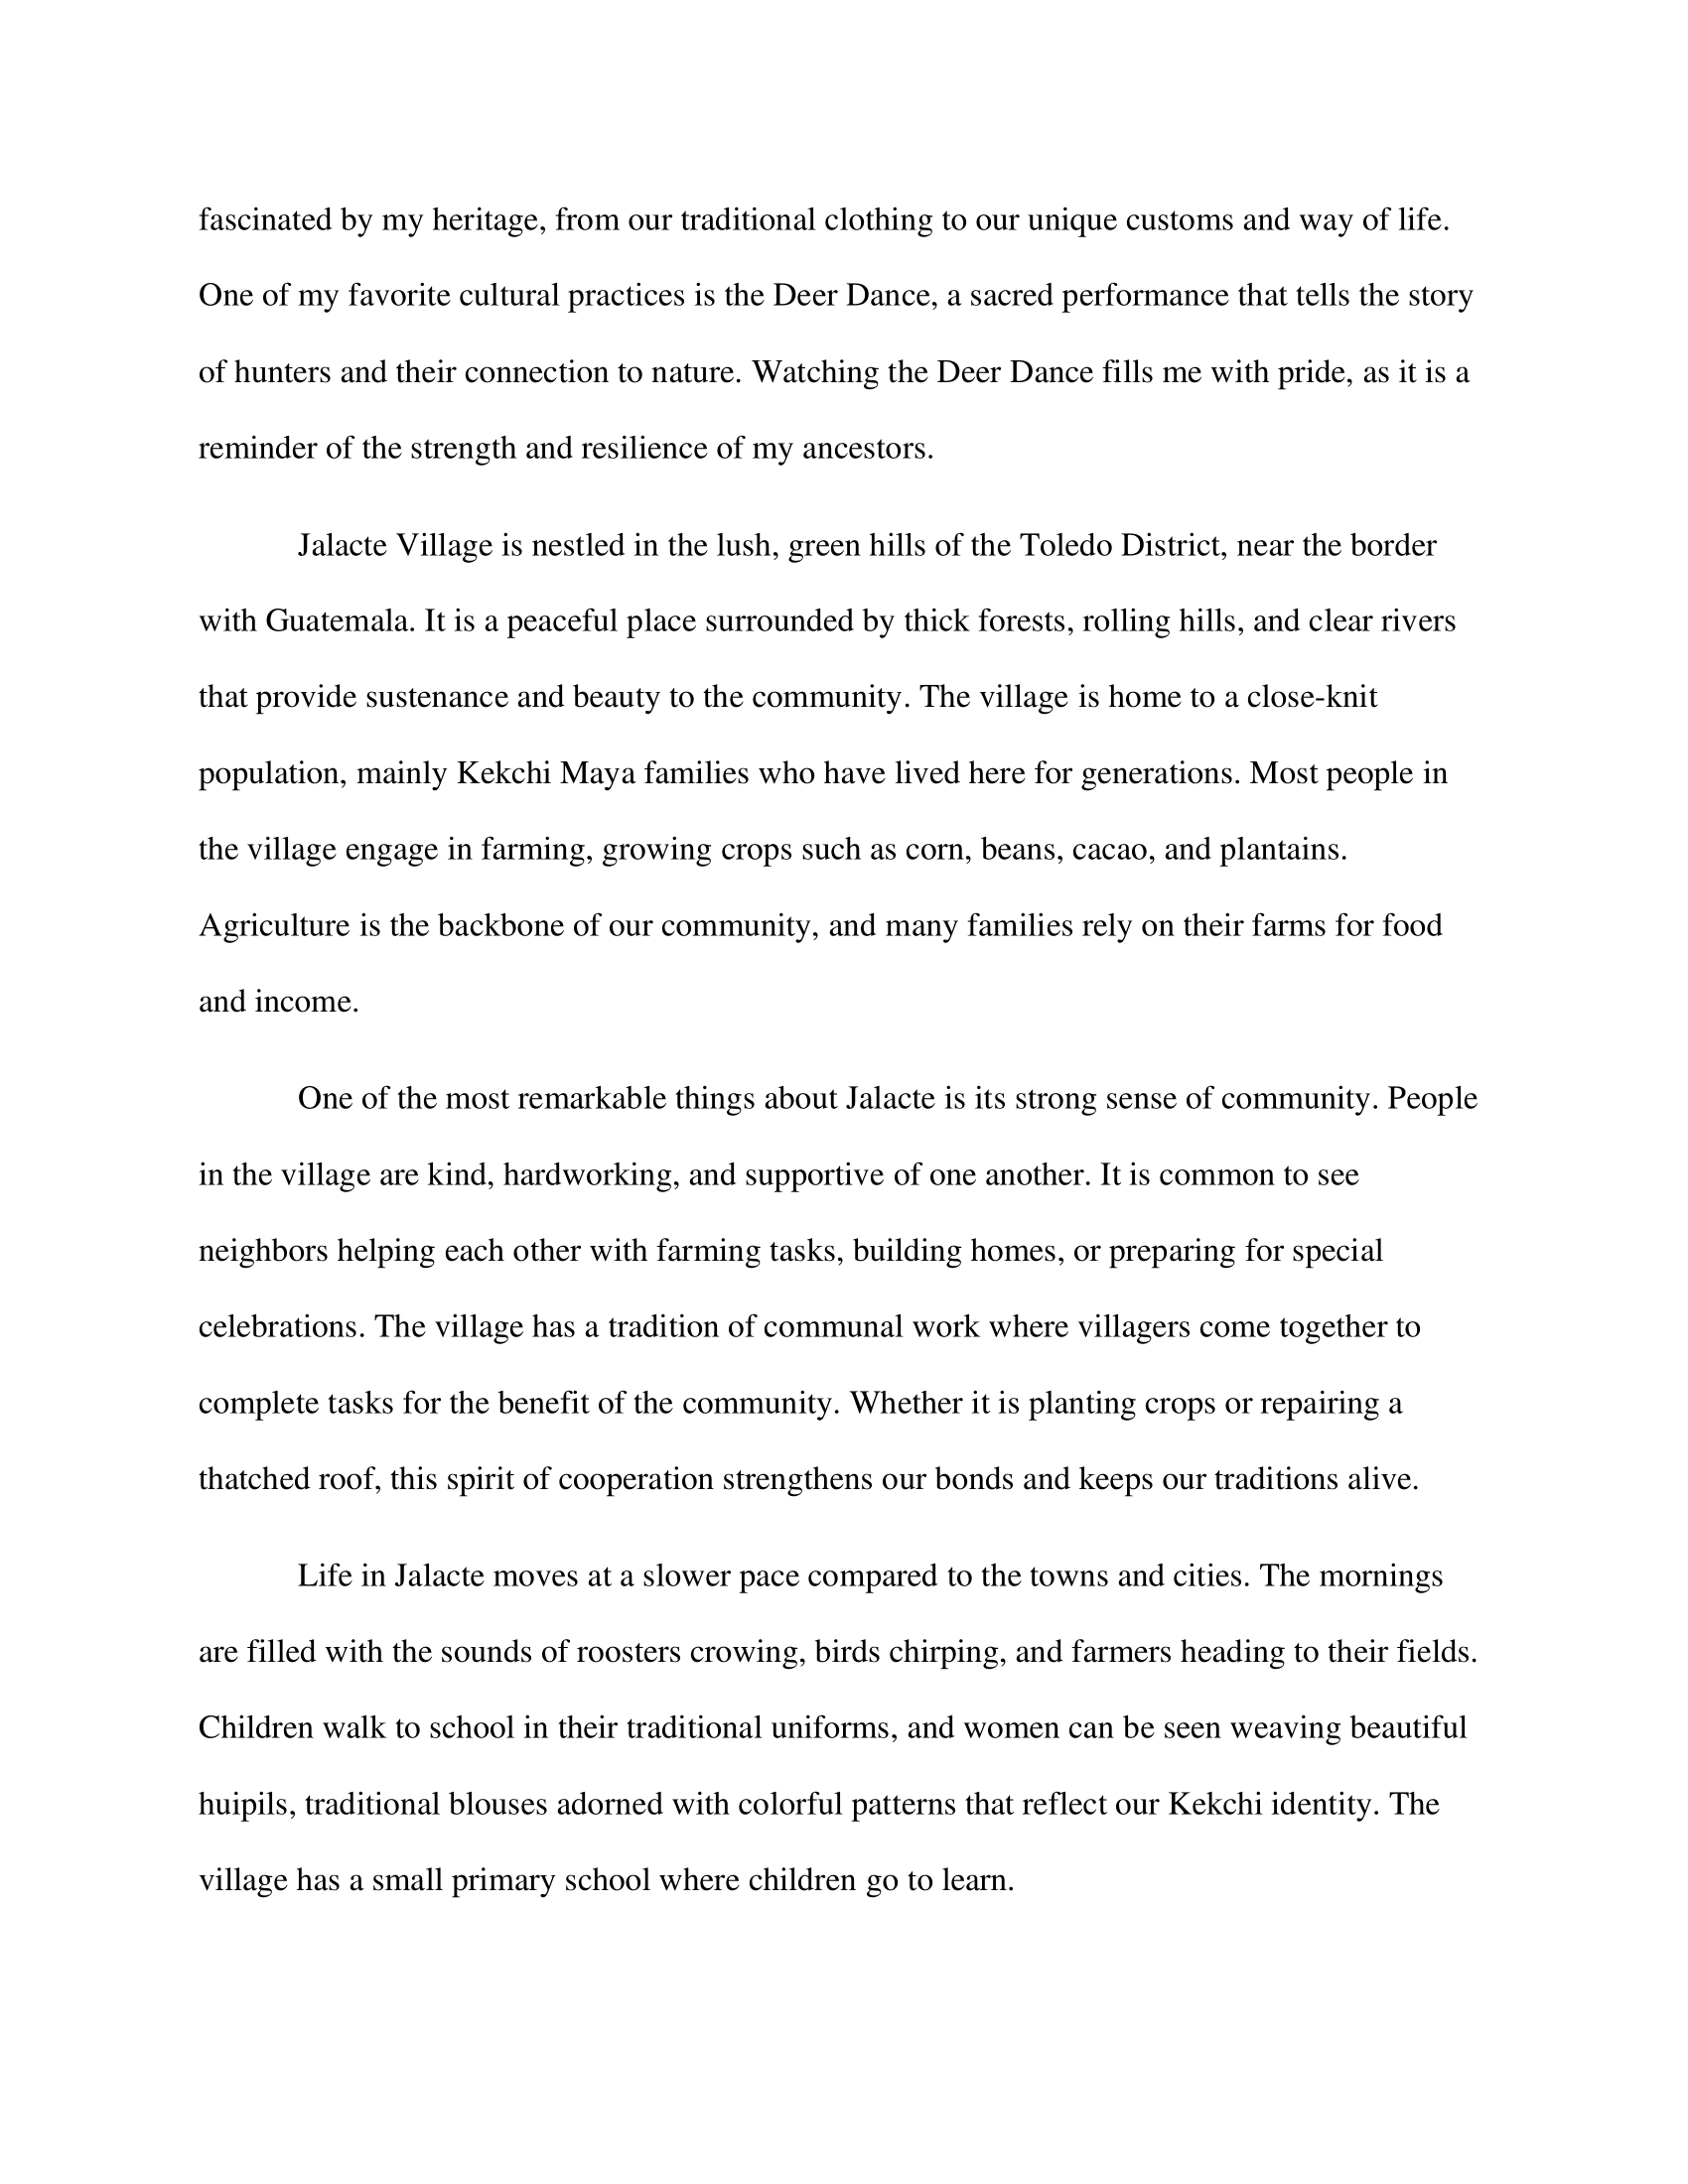 fascinated by my heritage, from our traditional clothing to our unique customs and way of life.
One of my favorite cultural practices is the Deer Dance, a sacred performance that tells the story
of hunters and their connection to nature. Watching the Deer Dance fills me with pride, as it is a
reminder of the strength and resilience of my ancestors.
Jalacte Village is nestled in the lush, green hills of the Toledo District, near the border
with Guatemala. It is a peaceful place surrounded by thick forests, rolling hills, and clear rivers
that provide sustenance and beauty to the community. The village is home to a close-knit
population, mainly Kekchi Maya families who have lived here for generations. Most people in
the village engage in farming, growing crops such as corn, beans, cacao, and plantains.
Agriculture is the backbone of our community, and many families rely on their farms for food
and income.
One of the most remarkable things about Jalacte is its strong sense of community. People
in the village are kind, hardworking, and supportive of one another. It is common to see
neighbors helping each other with farming tasks, building homes, or preparing for special
celebrations. The village has a tradition of communal work where villagers come together to
complete tasks for the benefit of the community. Whether it is planting crops or repairing a
thatched roof, this spirit of cooperation strengthens our bonds and keeps our traditions alive.
Life in Jalacte moves at a slower pace compared to the towns and cities. The mornings
are filled with the sounds of roosters crowing, birds chirping, and farmers heading to their fields.
Children walk to school in their traditional uniforms, and women can be seen weaving beautiful
huipils, traditional blouses adorned with colorful patterns that reflect our Kekchi identity. The
village has a small primary school where children go to learn.